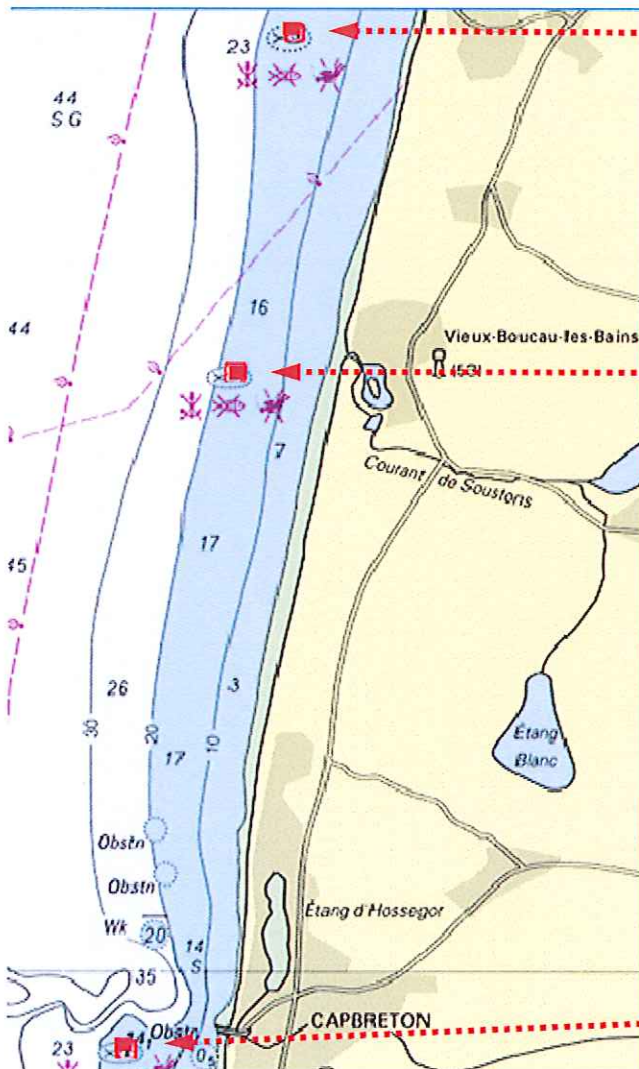 23
44
S G
16
44
Vieux-Boucau-les-Bains
7
Courant de Soustons
17
45
3
26
30
20
10
17
Étang
Blanc
Obstn
Obstn
Étang d'Hossegor
Wk
20
14
S
35
CAPBRETON
Obstn
23
0₅